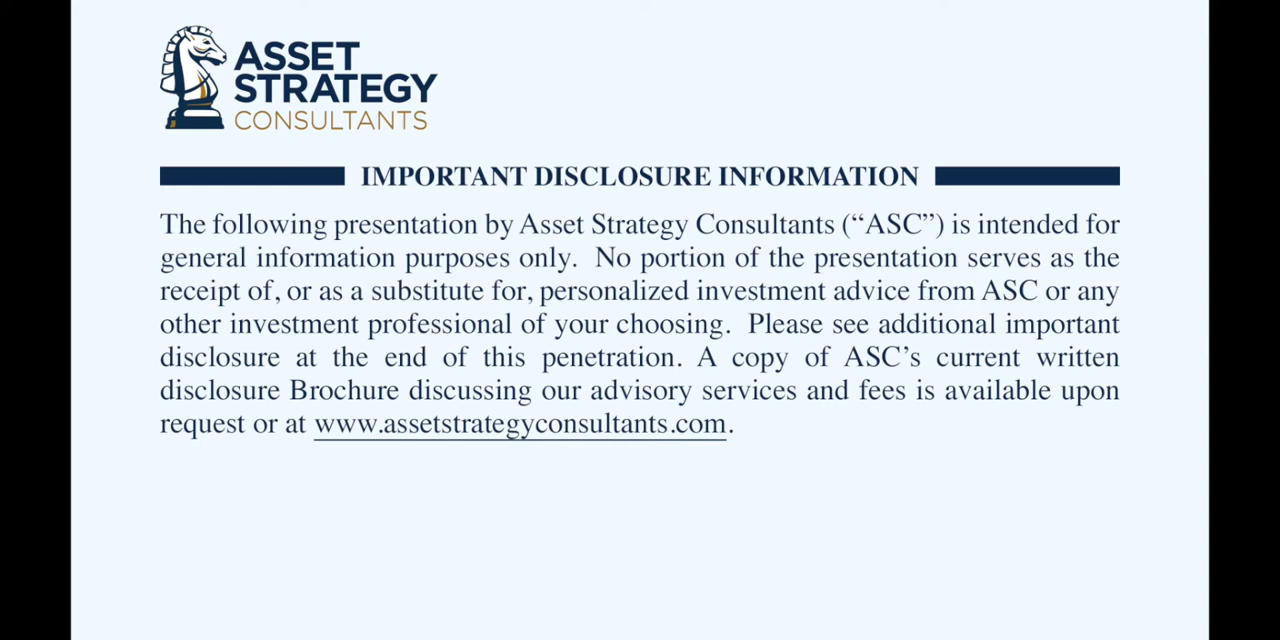 ASSET
STRATEGY
CONSULTANTS
IMPORTANT DISCLOSURE INFORMATION
The following presentation by Asset Strategy Consultants (“ASC”) is intended for
general information purposes only.  No portion of the presentation serves as the
receipt of, or as a substitute for, personalized investment advice from ASC or any
other investment professional of your choosing.  Please see additional important
disclosure at the end of this penetration. A copy of ASC’s current written
disclosure Brochure discussing our advisory services and fees is available upon
request or at www.assetstrategyconsultants.com.